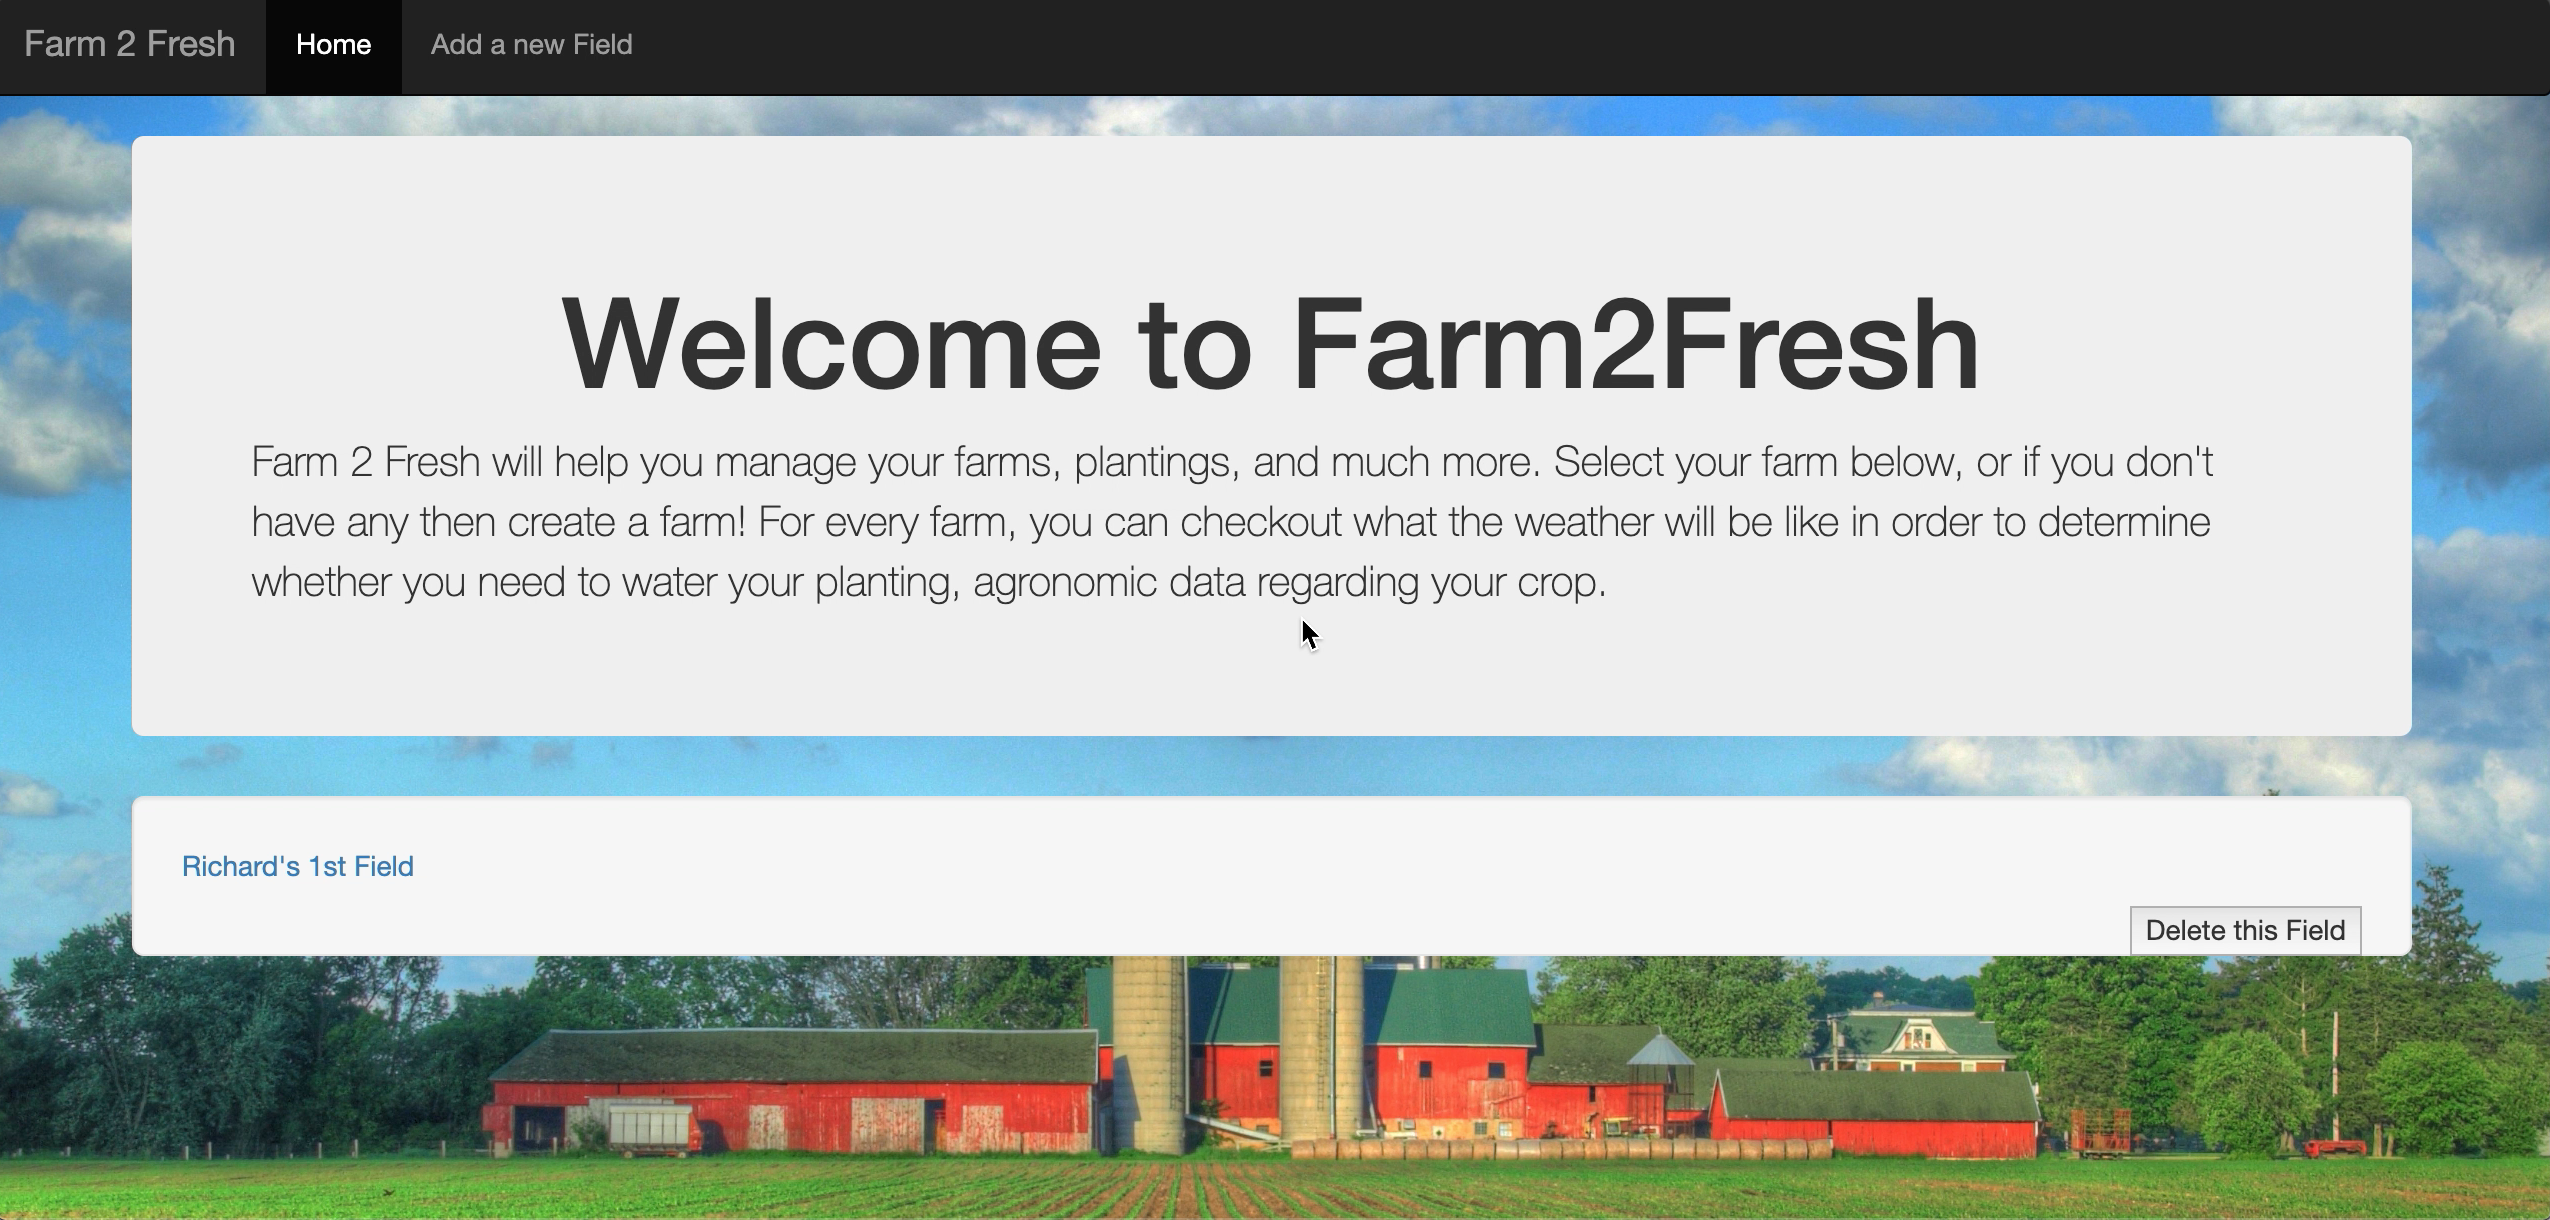 Farm 2 Fresh Home Add a new Field
Welcome to Farm2Fresh
Farm 2 Fresh will help you manage your farms, plantings, and much more. Select your farm below, or if you don't
have any then create a farm! For every farm, you can checkout what the weather will be like in order to determine
whether you need to water your planting, agronomic data regarding your crop.
Richard's 1st Field
Delete this Field